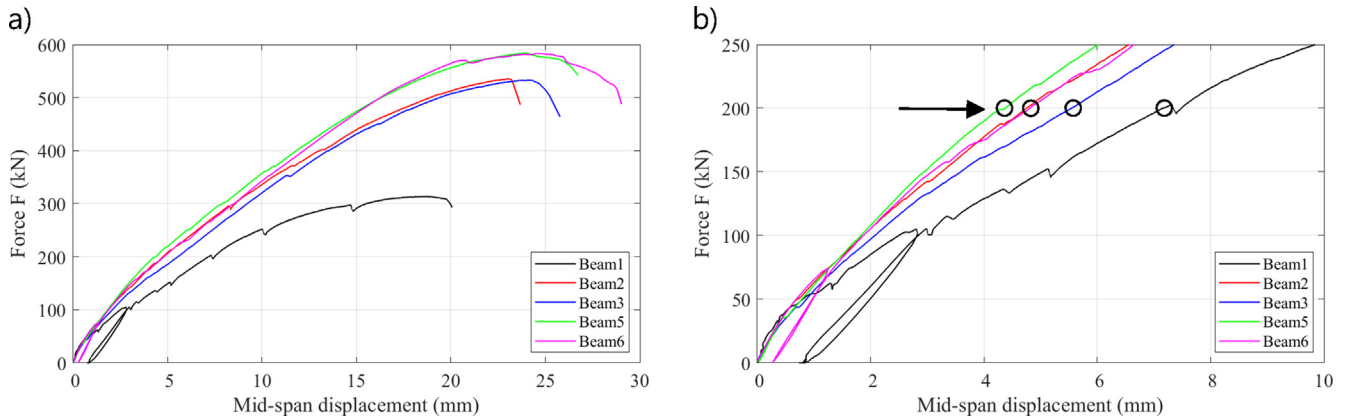 a)
600
500
400
300
200
100
0
Force F (kN)
0 5 10 15 20 25 30
Mid-span displacement (mm)
Beam1
Beam2
Beam3
Beam5
Beam6
b)
250
200
150
100
50
0
Force F (kN)
0 2 4 6 8 10
Mid-span displacement (mm)
Beam1
Beam2
Beam3
Beam5
Beam6